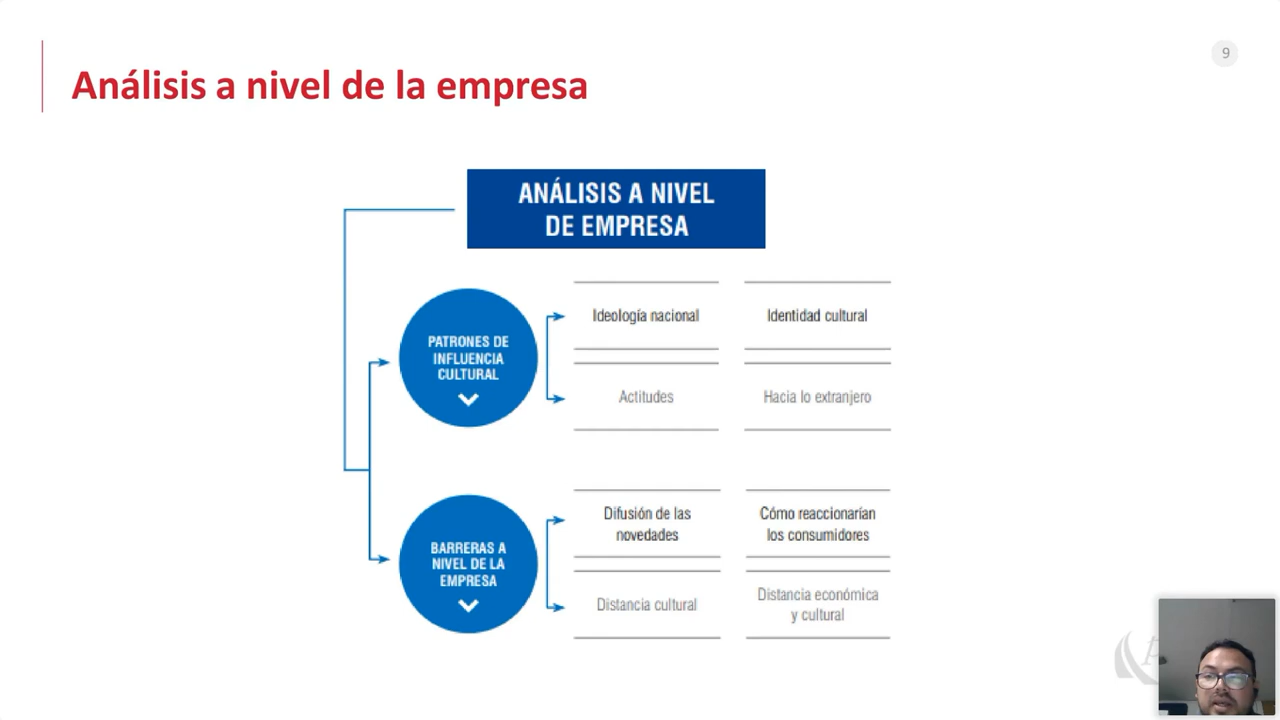 9
Análisis a nivel de la empresa
ANÁLISIS A NIVEL
DE EMPRESA
PATRONES DE
INFLUENCIA
CULTURAL
Ideología nacional
Identidad cultural
Actitudes
Hacia lo extranjero
BARRERAS A
NIVEL DE LA
EMPRESA
Difusión de las
novedades
Cómo reaccionarían
los consumidores
Distancia cultural
Distancia económica
y cultural